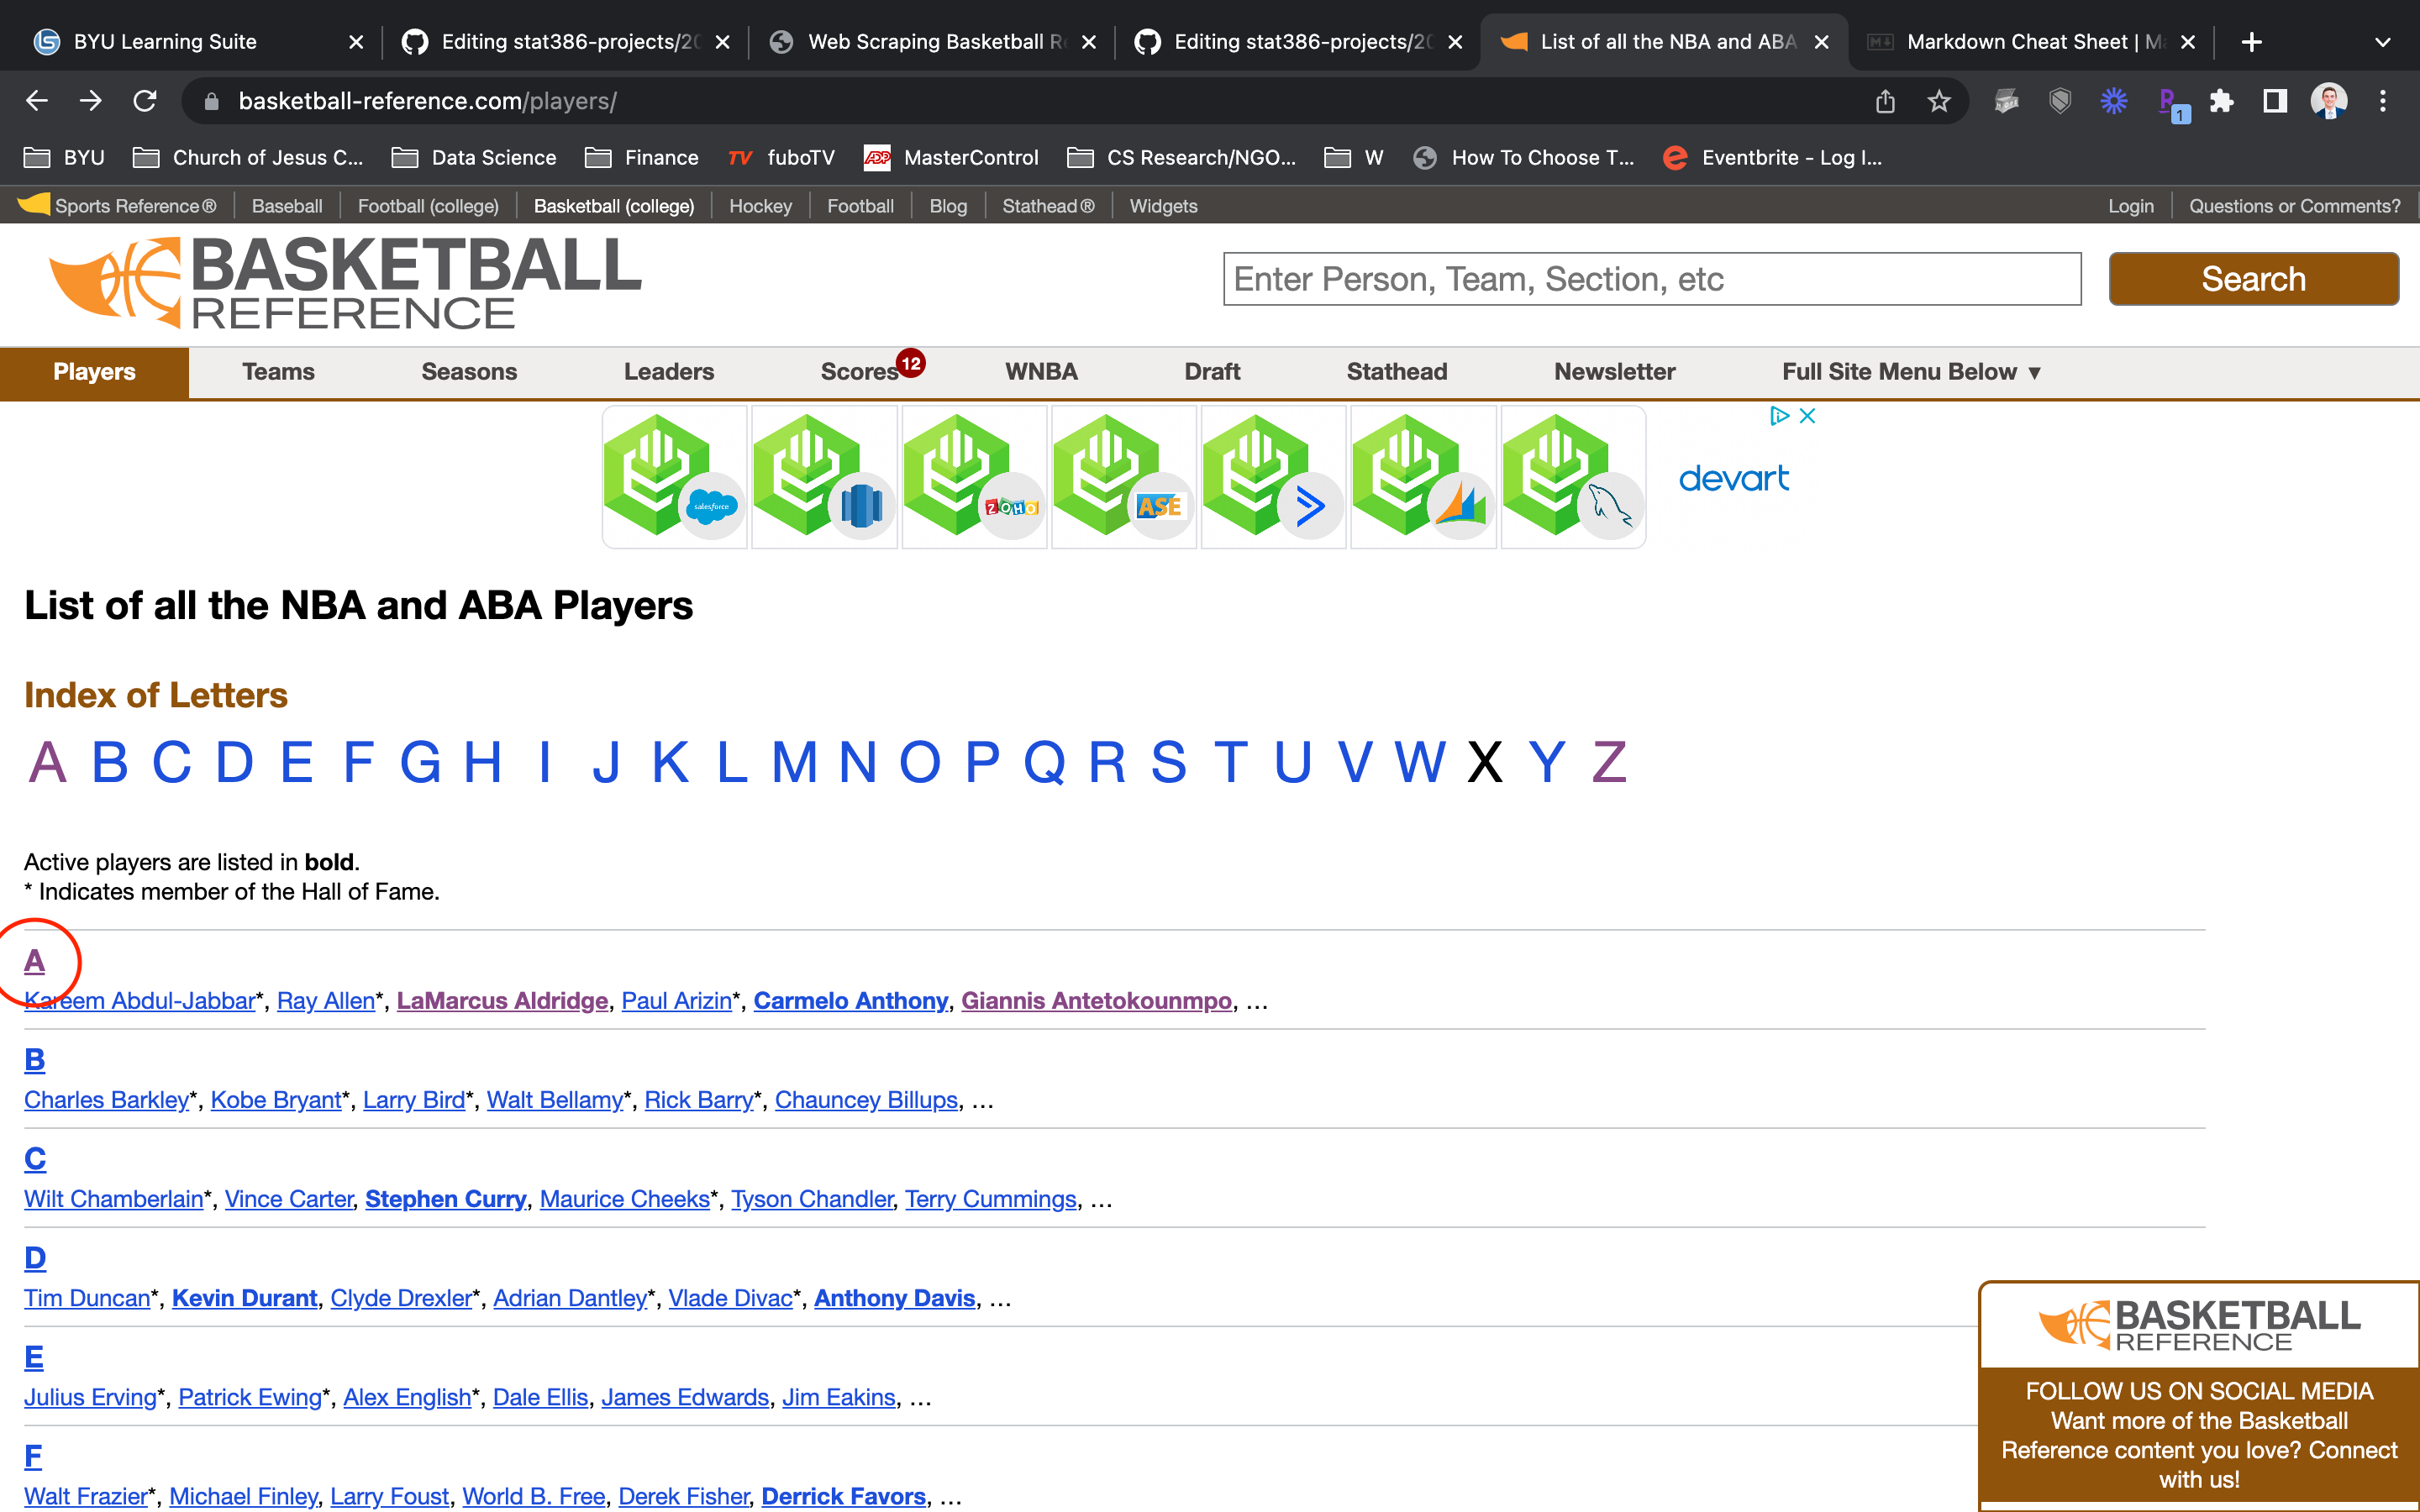 BYU Learning Suite
Editing stat386-projects/20
Web Scraping Basketball Re
Editing stat386-projects/20
List of all the NBA and ABA
Markdown Cheat Sheet | Ma
basketball-reference.com/players/
1
BYU
Church of Jesus C...
Data Science
Finance
TV fuboTV
ADP MasterControl
CS Research/NGO...
W
How To Choose T...
Eventbrite - Log I...
Sports Reference®
Baseball
Football (college)
Basketball (college)
Hockey
Football
Blog
Stathead®
Widgets
Login
Questions or Comments?
BASKETBALL
REFERENCE
Enter Person, Team, Section, etc
Search
Players
Teams
Seasons
Leaders
Scores 12
WNBA
Draft
Stathead
Newsletter
Full Site Menu Below ▼
salesforce
ZOHO
ASE
devart
List of all the NBA and ABA Players
Index of Letters
A B C D E F G H I J K L M N O P Q R S T U V W X Y Z
Active players are listed in bold.
* Indicates member of the Hall of Fame.
A
Kareem Abdul-Jabbar*, Ray Allen*, LaMarcus Aldridge, Paul Arizin*, Carmelo Anthony, Giannis Antetokounmpo, ...
B
Charles Barkley*, Kobe Bryant*, Larry Bird*, Walt Bellamy*, Rick Barry*, Chauncey Billups, ...
C
Wilt Chamberlain*, Vince Carter, Stephen Curry, Maurice Cheeks*, Tyson Chandler, Terry Cummings, ...
D
Tim Duncan*, Kevin Durant, Clyde Drexler*, Adrian Dantley*, Vlade Divac*, Anthony Davis, ...
E
Julius Erving*, Patrick Ewing*, Alex English*, Dale Ellis, James Edwards, Jim Eakins, ...
F
Walt Frazier*, Michael Finley, Larry Foust, World B. Free, Derek Fisher, Derrick Favors, ...
BASKETBALL
REFERENCE
FOLLOW US ON SOCIAL MEDIA
Want more of the Basketball
Reference content you love? Connect
with us!